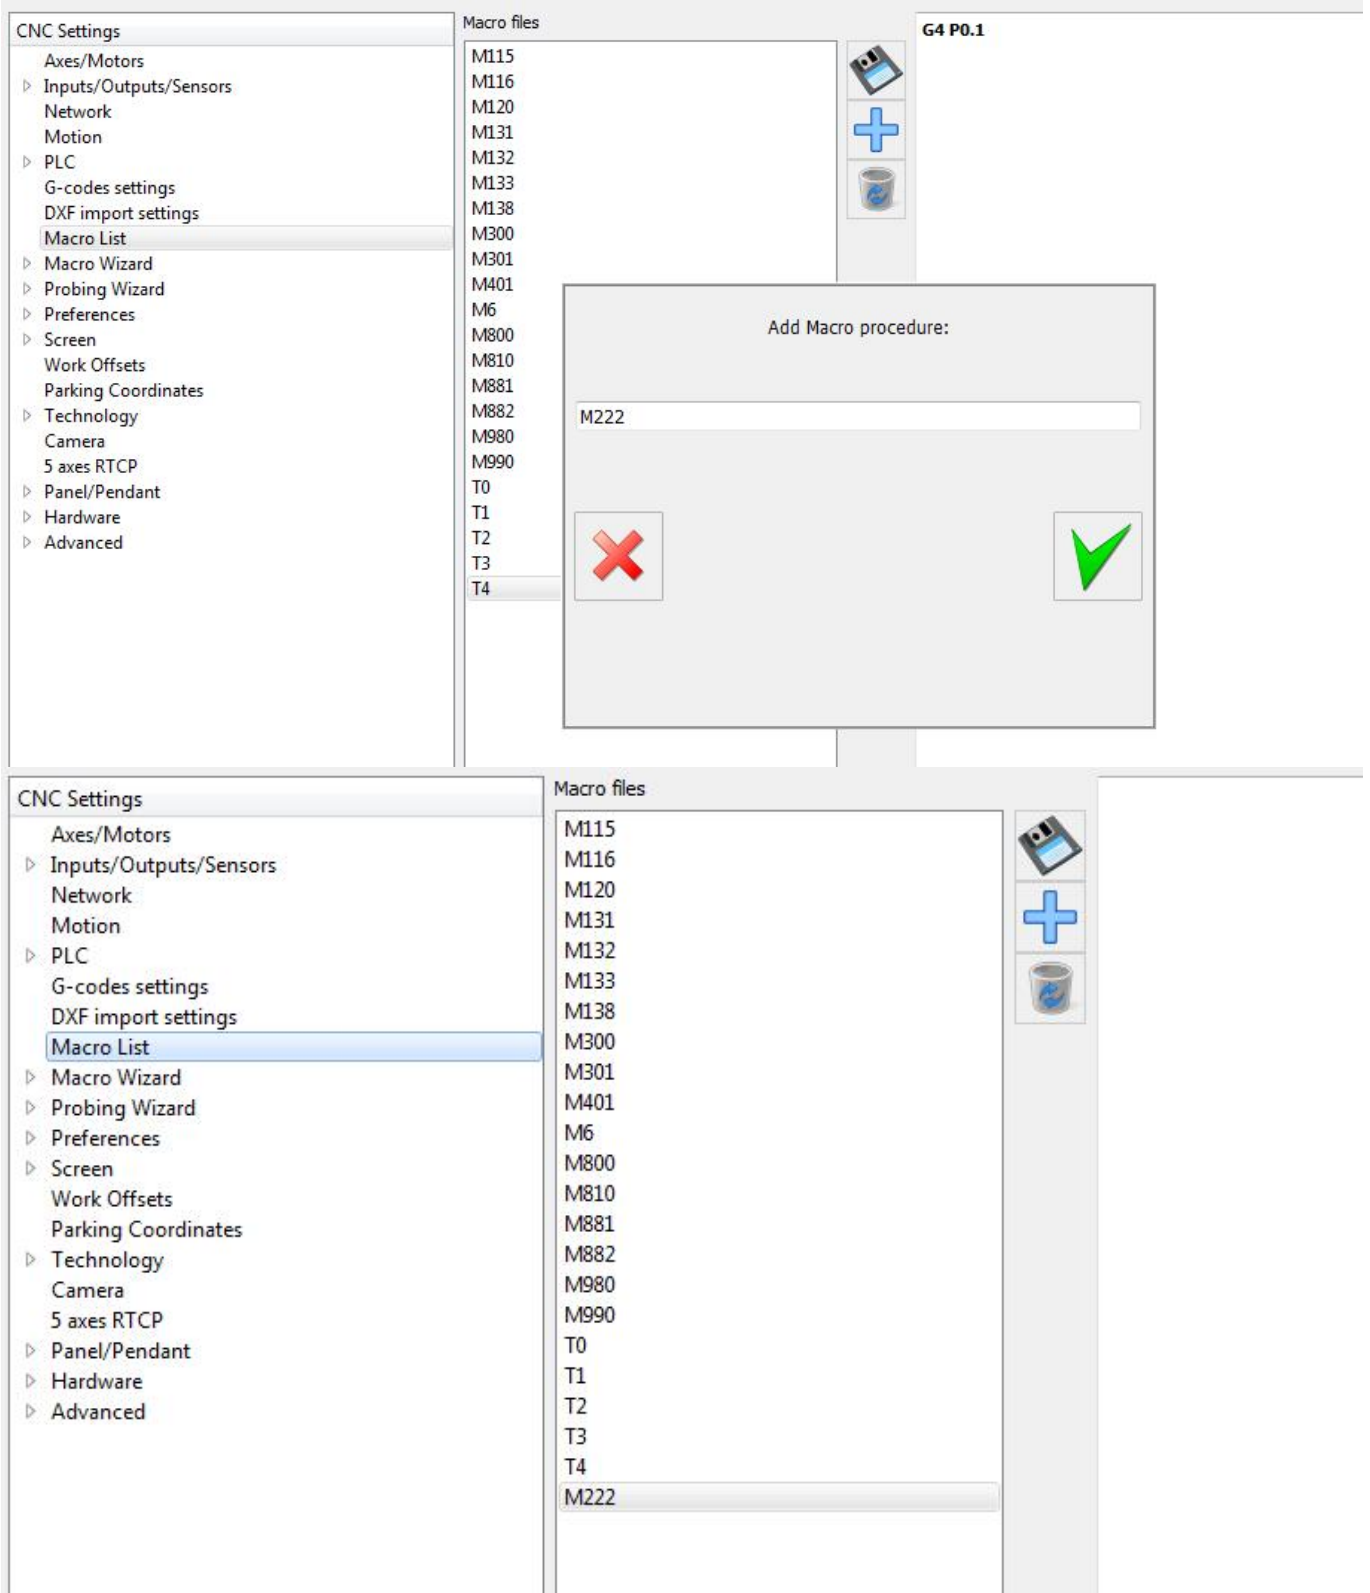 CNC Settings
Axes/Motors
Inputs/Outputs/Sensors
Network
Motion
PLC
G-codes settings
DXF import settings
Macro List
Macro Wizard
Probing Wizard
Preferences
Screen
Work Offsets
Parking Coordinates
Technology
Camera
5 axes RTCP
Panel/Pendant
Hardware
Advanced
Macro files
M115
M116
M120
M131
M132
M133
M138
M300
M301
M401
M6
M800
M810
M881
M882
M980
M990
T0
T1
T2
T3
T4
G4 P0.1
Add Macro procedure:
M222
CNC Settings
Axes/Motors
Inputs/Outputs/Sensors
Network
Motion
PLC
G-codes settings
DXF import settings
Macro List
Macro Wizard
Probing Wizard
Preferences
Screen
Work Offsets
Parking Coordinates
Technology
Camera
5 axes RTCP
Panel/Pendant
Hardware
Advanced
Macro files
M115
M116
M120
M131
M132
M133
M138
M300
M301
M401
M6
M800
M810
M881
M882
M980
M990
T0
T1
T2
T3
T4
M222